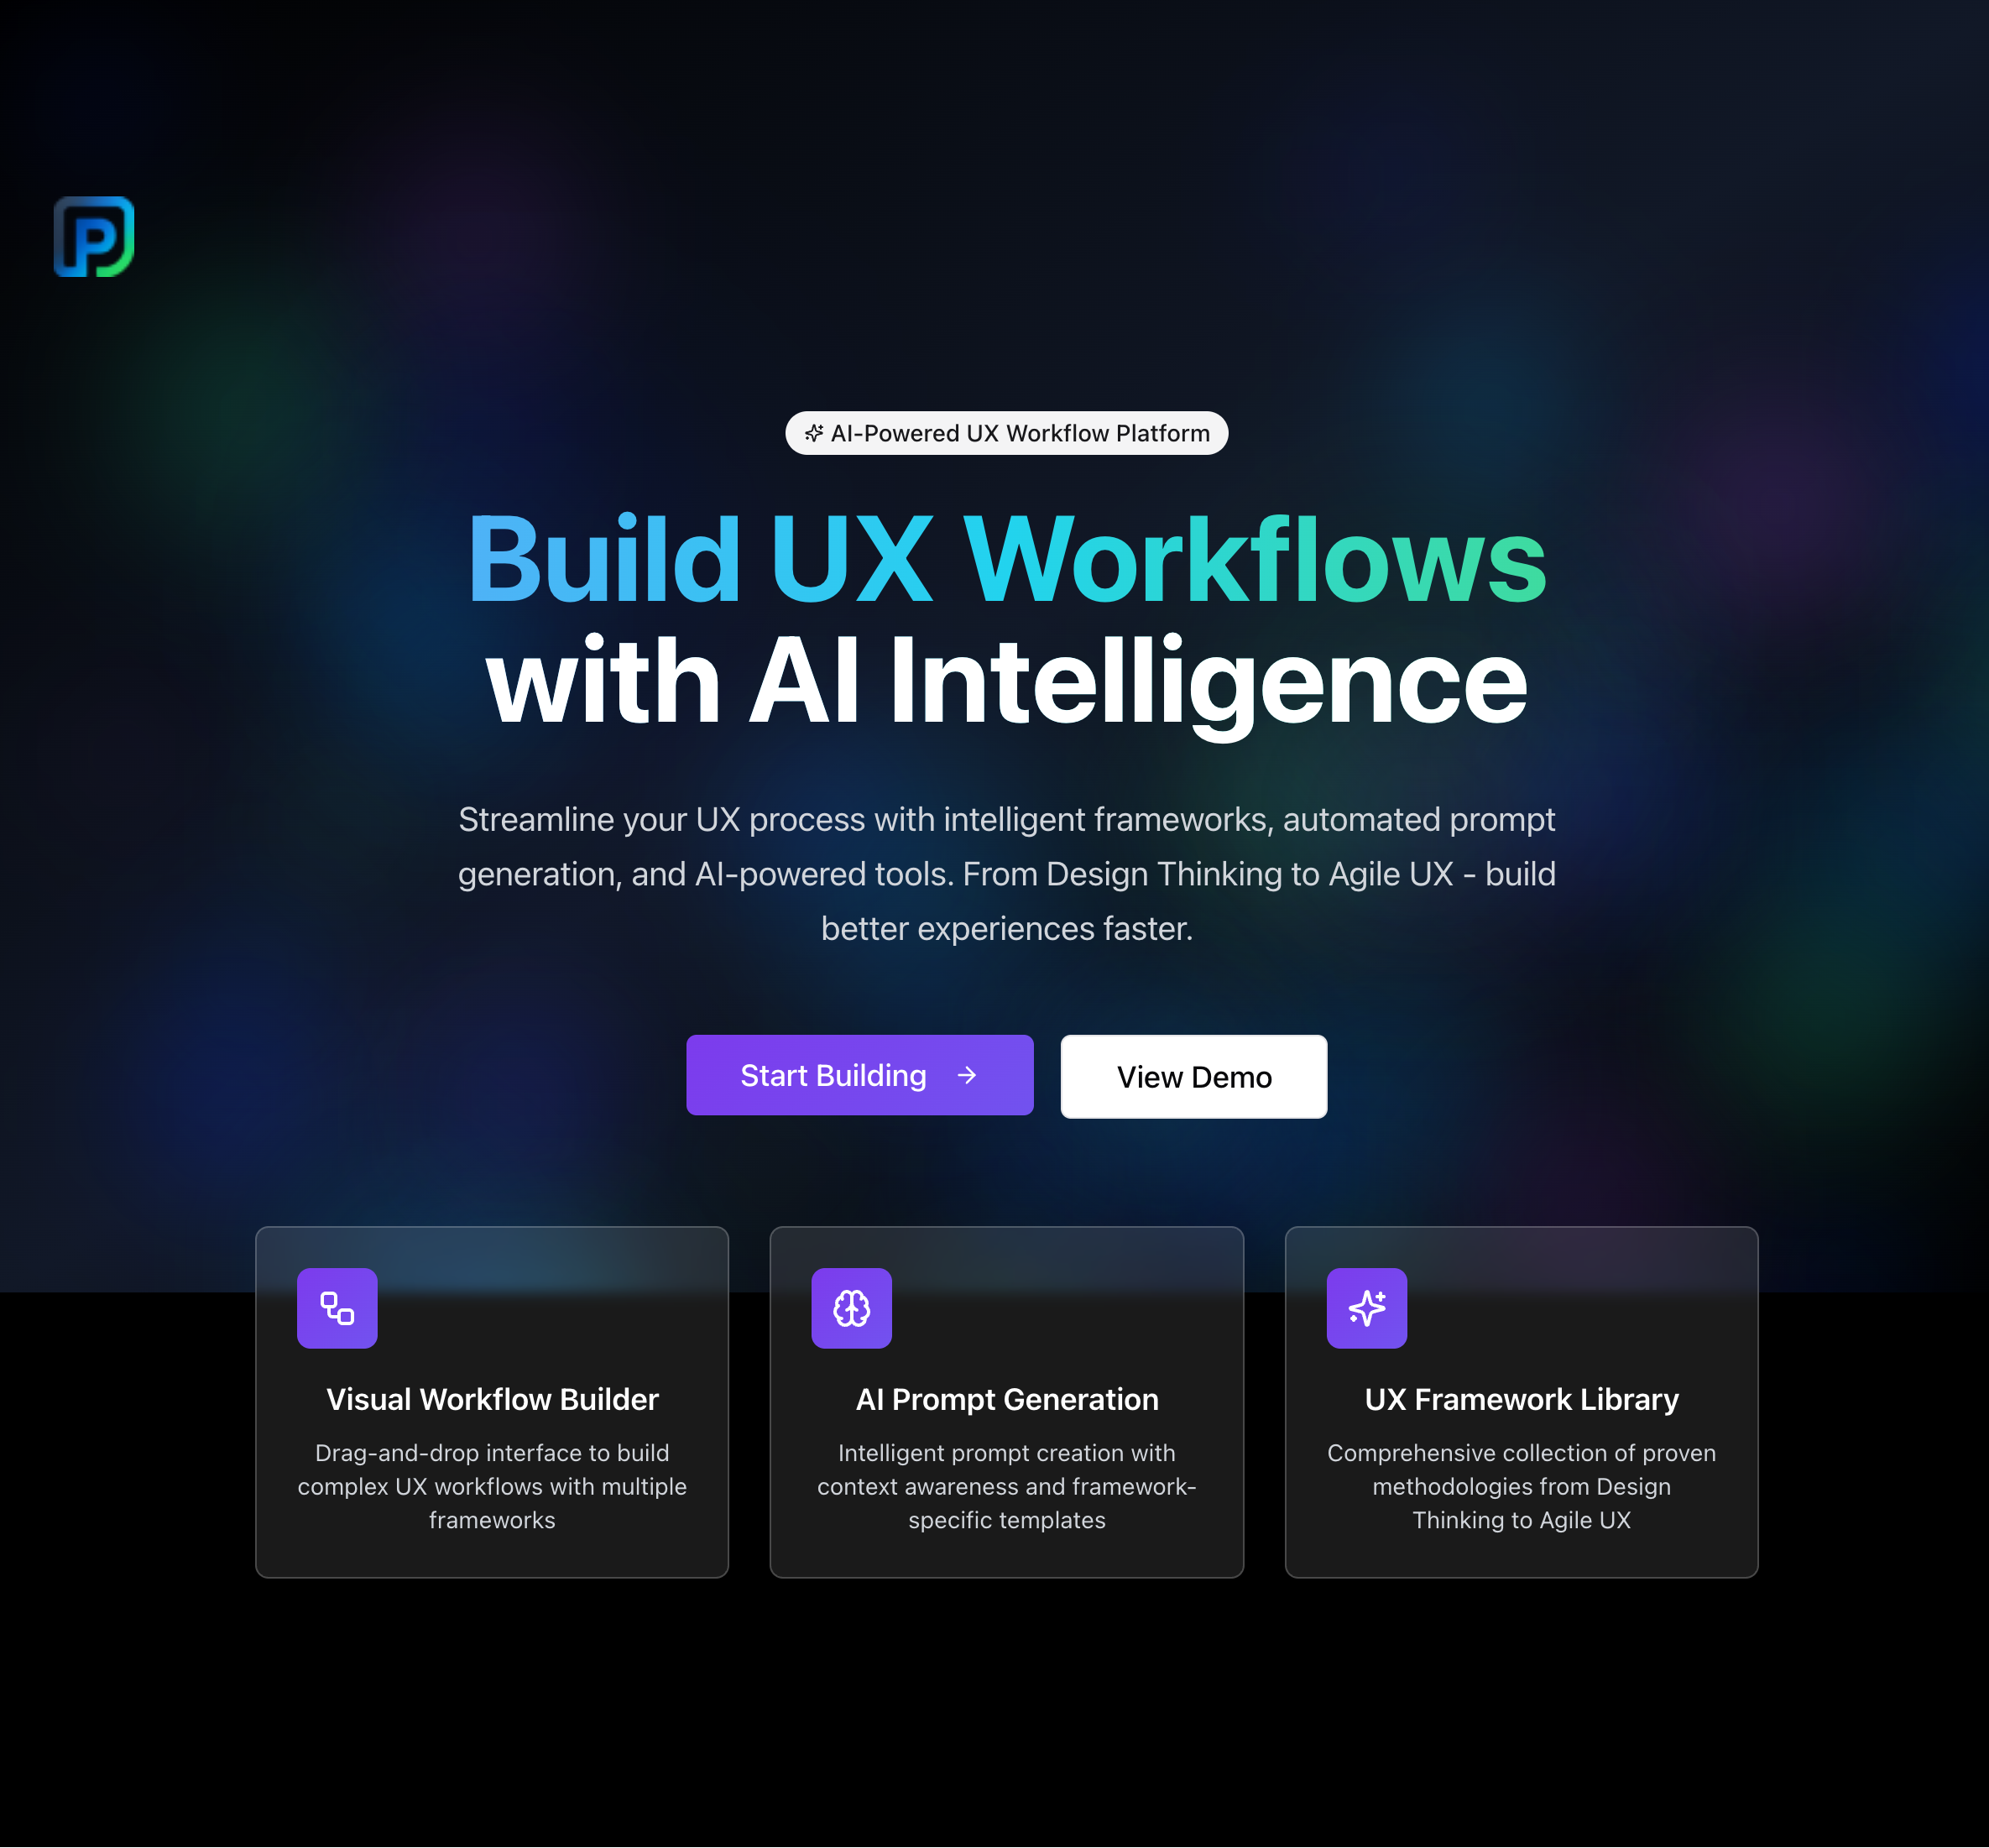 P
AI-Powered UX Workflow Platform
Build UX Workflows
with AI Intelligence
Streamline your UX process with intelligent frameworks, automated prompt
generation, and AI-powered tools. From Design Thinking to Agile UX - build
better experiences faster.
Start Building
View Demo
Visual Workflow Builder
Drag-and-drop interface to build
complex UX workflows with multiple
frameworks
AI Prompt Generation
Intelligent prompt creation with
context awareness and framework-
specific templates
UX Framework Library
Comprehensive collection of proven
methodologies from Design
Thinking to Agile UX